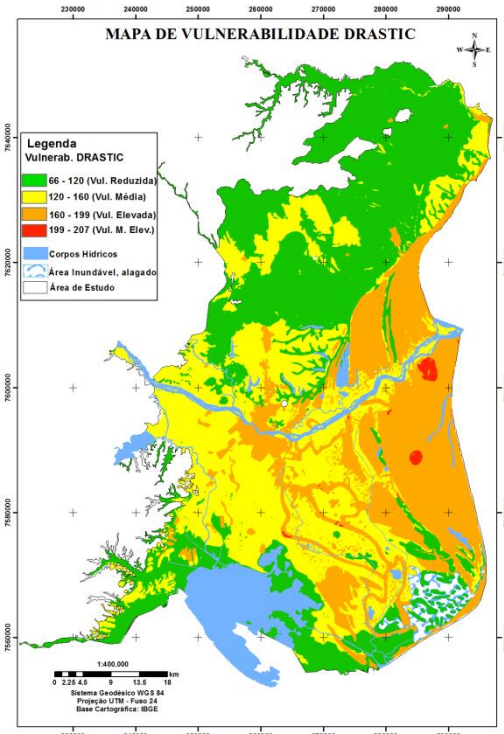 230000 240000 250000 260000 270000 280000 290000
MAPA DE VULNERABILIDADE DRASTIC
N
W E
S
7640000
Legenda
Vulnerab. DRASTIC
66 - 120 (Vul. Reduzida)
120 - 160 (Vul. Média)
160 - 199 (Vul. Elevada)
199 - 207 (Vul. M. Elev.)
Corpos Hídricos
Área Inundável, alagado
Área de Estudo
7620000
7600000
7580000
7560000
1:400.000
0 2.25 4.5 9 13.5 18
km
Sistema Geodésico WGS 84
Projeção UTM - Fuso 24
Base Cartográfica: IBGE